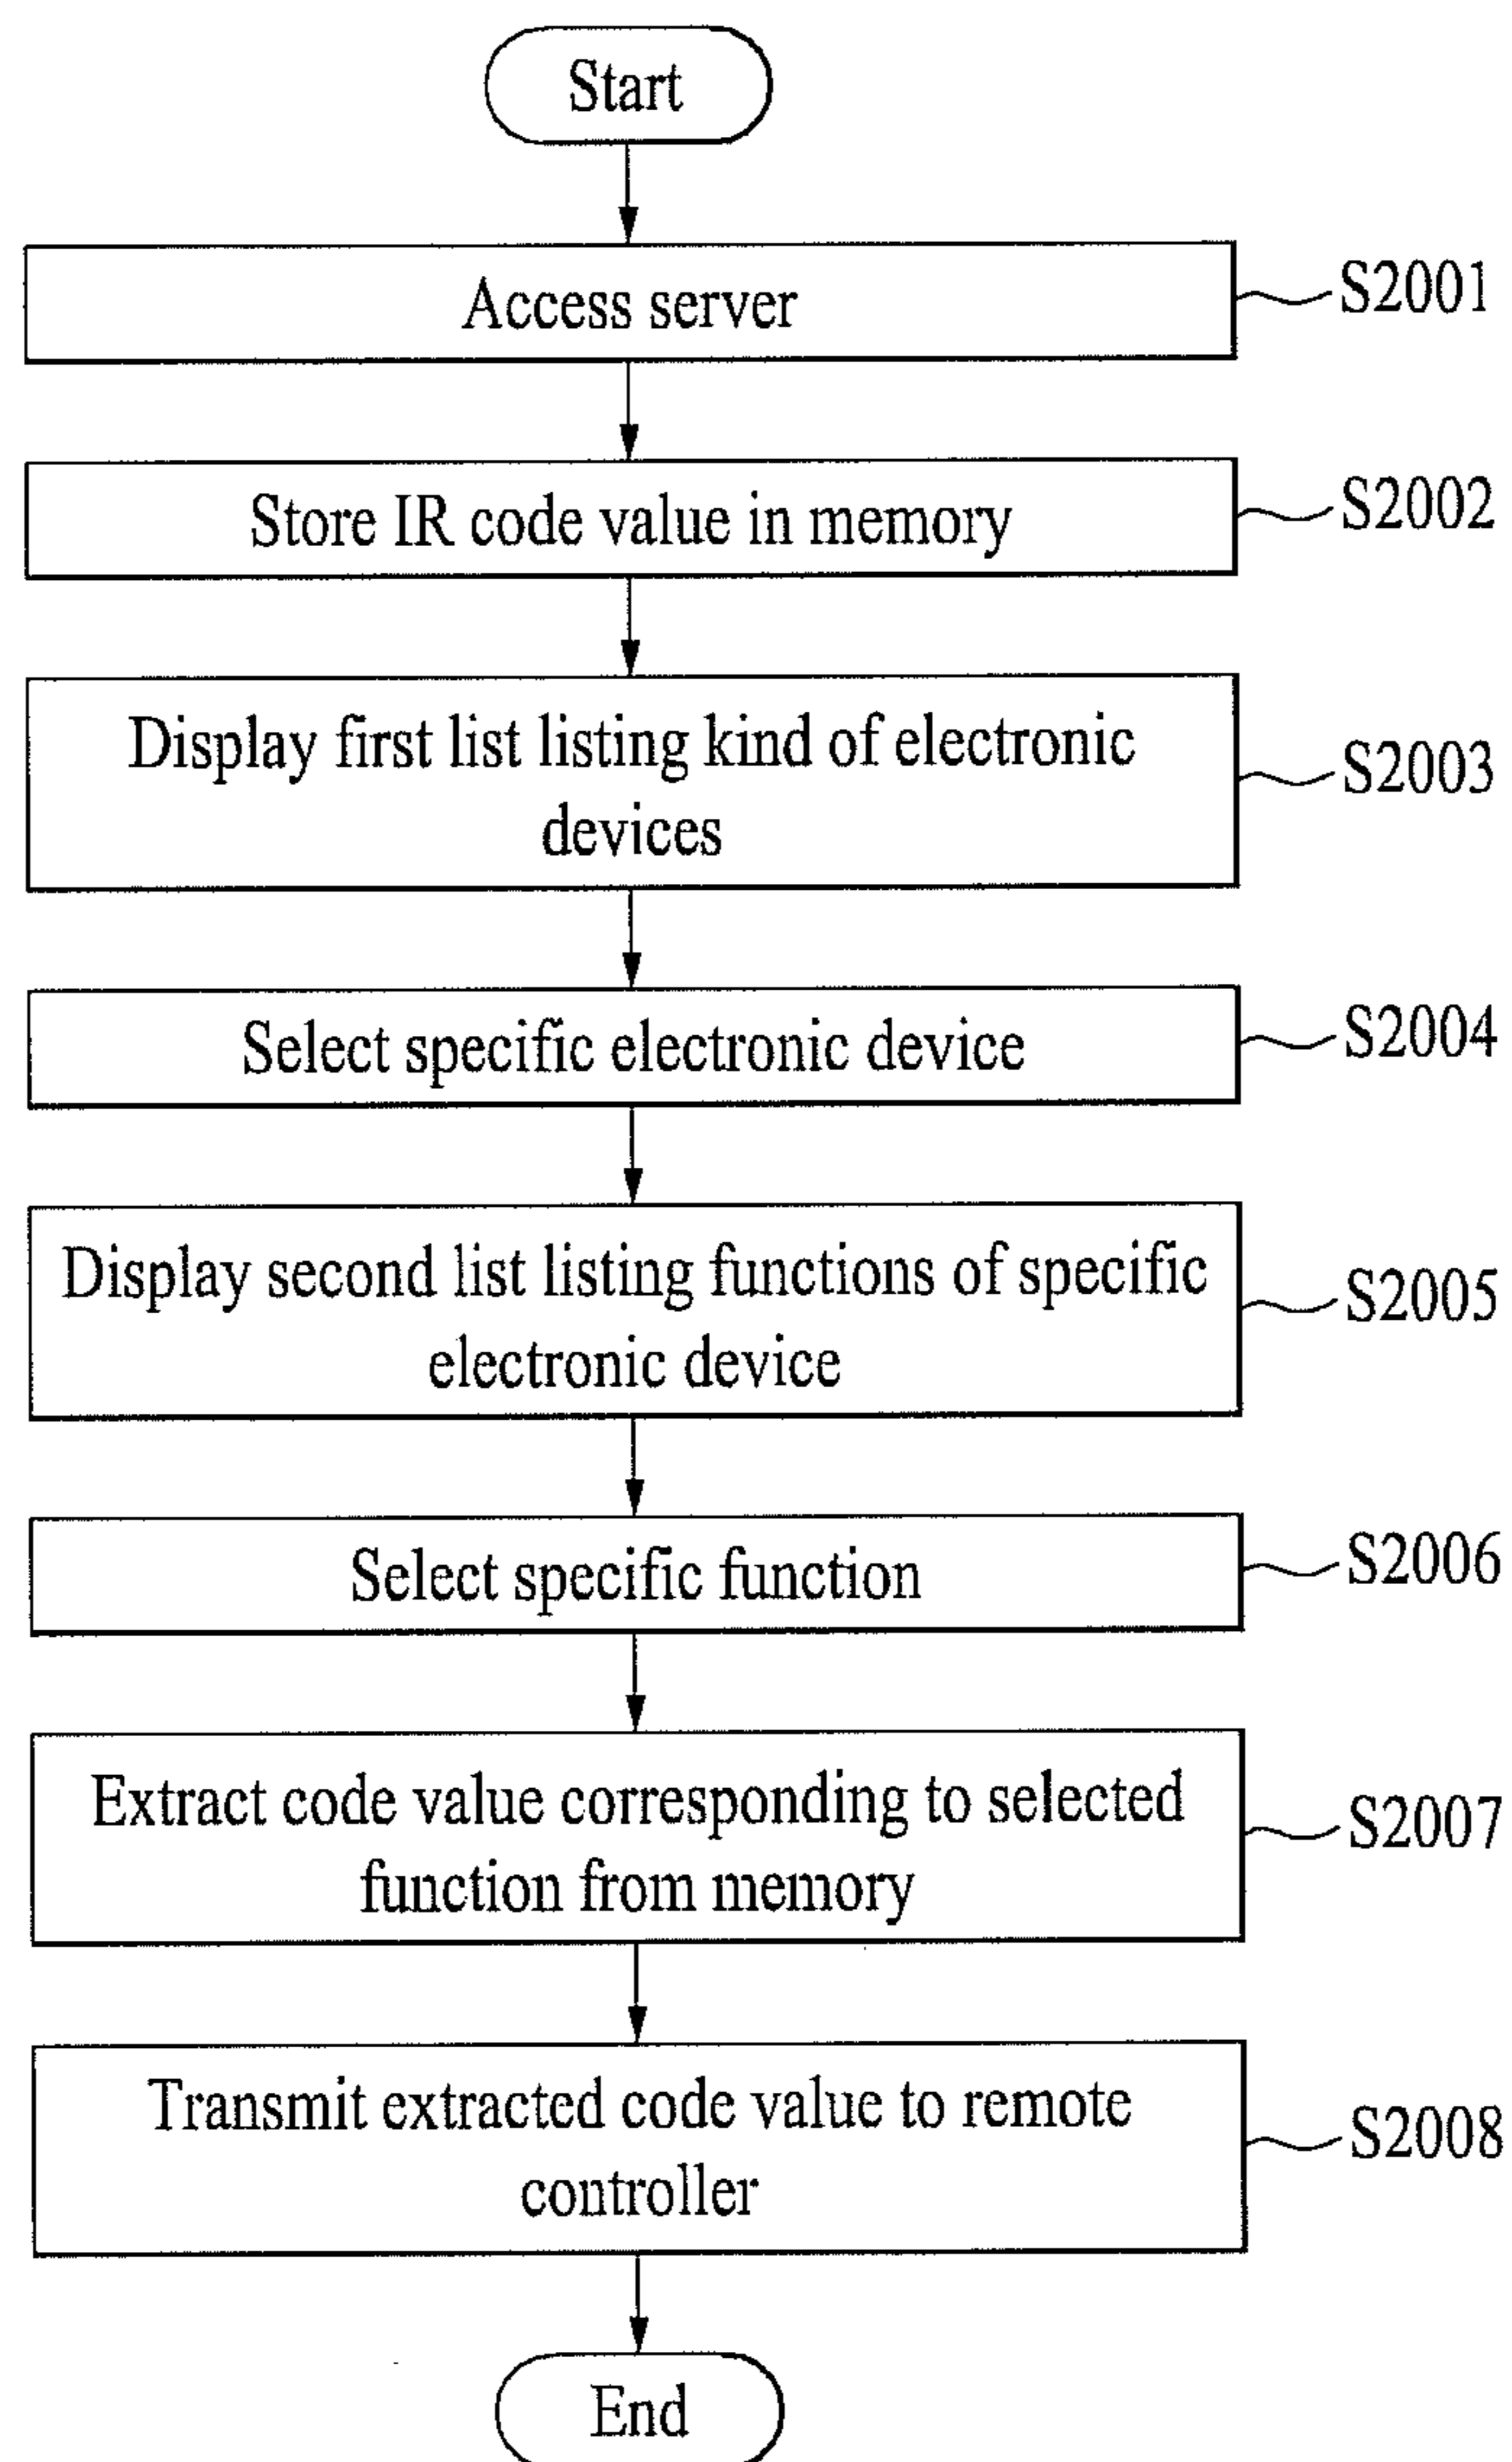 Start
Access server
S2001
Store IR code value in memory
S2002
Display first list listing kind of electronic
devices
S2003
Select specific electronic device
S2004
Display second list listing functions of specific
electronic device
S2005
Select specific function
S2006
Extract code value corresponding to selected
function from memory
S2007
Transmit extracted code value to remote
controller
S2008
End